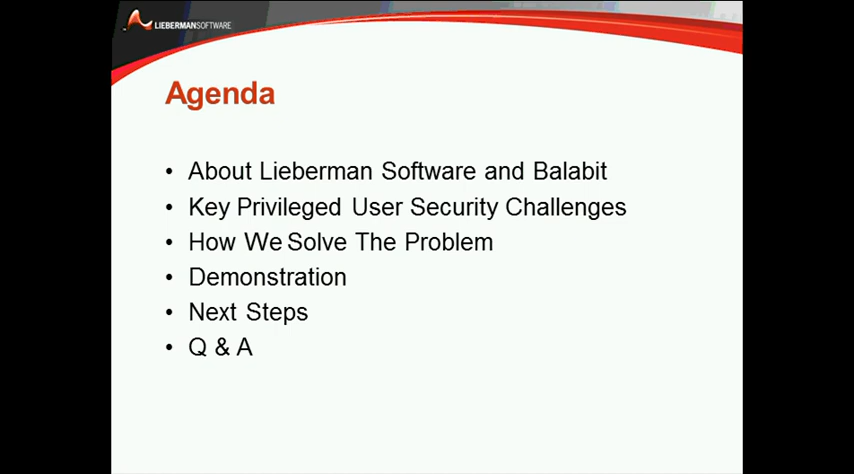 LIEBERMANSOFTWARE
Agenda
• About Lieberman Software and Balabit
• Key Privileged User Security Challenges
• How We Solve The Problem
• Demonstration
• Next Steps
• Q & A